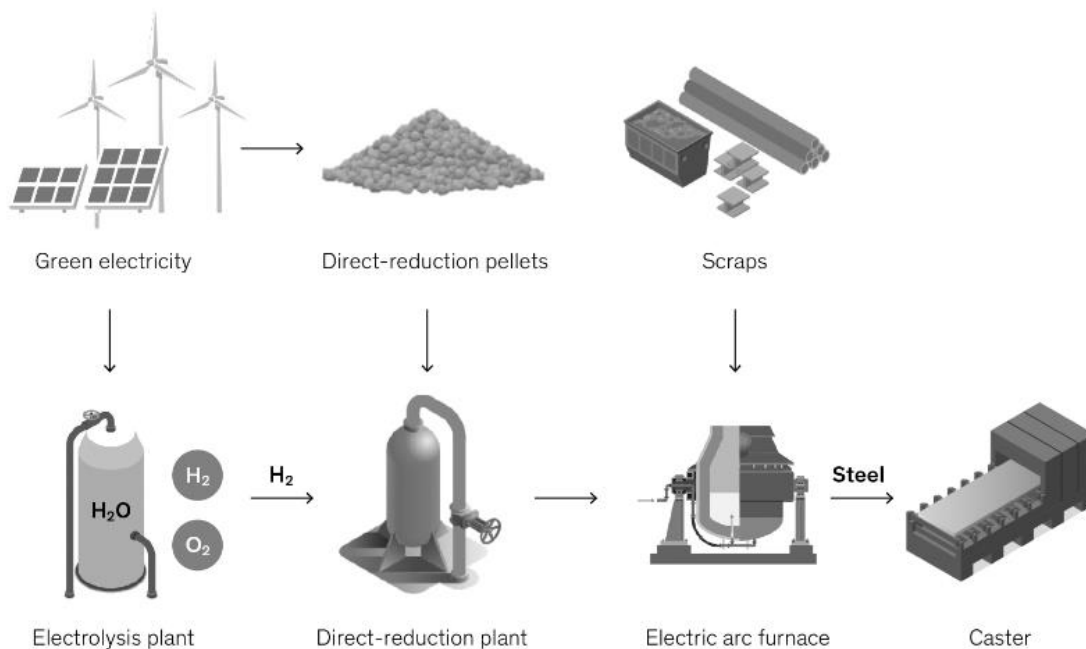 Green electricity
Direct-reduction pellets
Scraps
H₂O
H₂
O₂
H₂
Steel
Electrolysis plant
Direct-reduction plant
Electric arc furnace
Caster